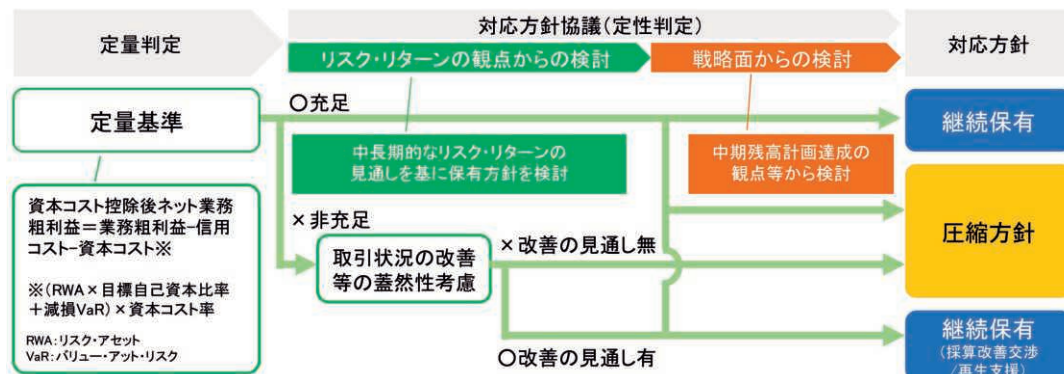 定量判定
対応方針協議(定性判定)
対応方針
リスク・リターンの観点からの検討
戦略面からの検討
定量基準
〇充足
継続保有
中長期的なリスク・リターンの
見通しを基に保有方針を検討
中期残高計画達成の
観点等から検討
資本コスト控除後ネット業務
粗利益=業務粗利益-信用
コスト-資本コスト※
※(RWA×目標自己資本比率
+減損VaR)×資本コスト率
RWA:リスク・アセット
VaR:バリュー・アット・リスク
×非充足
取引状況の改善
等の蓋然性考慮
×改善の見通し無
圧縮方針
〇改善の見通し有
継続保有
(採算改善交渉
/再生支援)